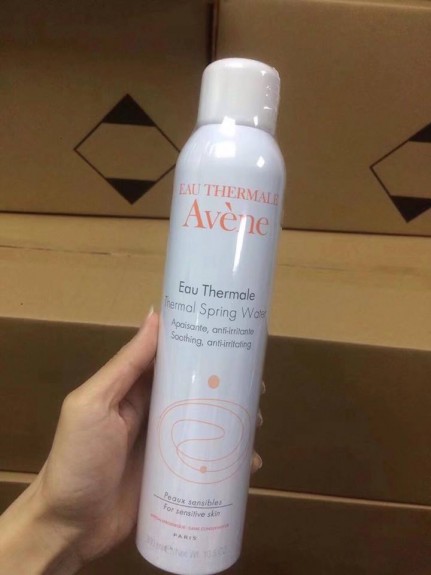 EAU THERMALE
Avène
Eau Thermale
Thermal Spring Water
Apaisante, anti-irritante
Soothing, anti-irritating
Peaux sensibles
For sensitive skin
PARIS